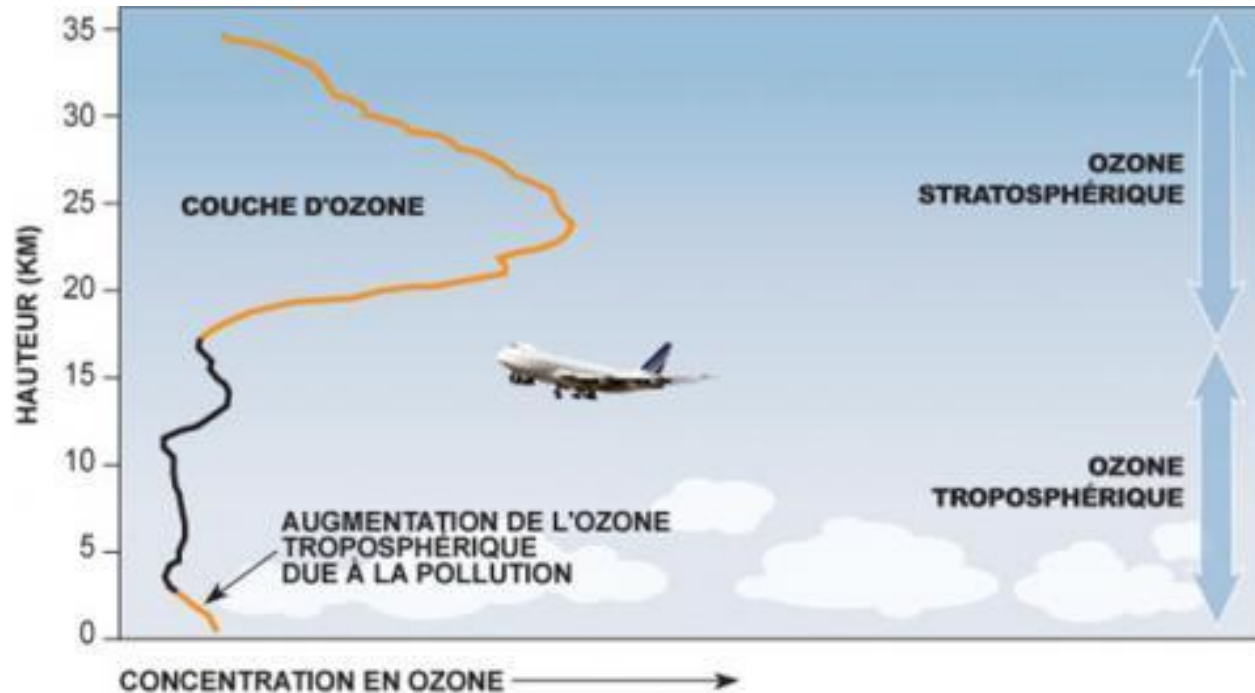 35
30
25
20
15
10
5
0
HAUTEUR (KM)
COUCHE D'OZONE
OZONE
STRATOSPHÉRIQUE
OZONE
TROPOSPHÉRIQUE
AUGMENTATION DE L'OZONE
TROPOSPHÉRIQUE
DUE À LA POLLUTION
CONCENTRATION EN OZONE